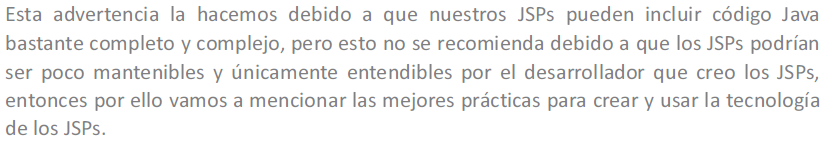 Esta advertencia la hacemos debido a que nuestros JSPs pueden incluir código Java
bastante completo y complejo, pero esto no se recomienda debido a que los JSPs podrían
ser poco mantenibles y únicamente entendibles por el desarrollador que creo los JSPs,
entonces por ello vamos a mencionar las mejores prácticas para crear y usar la tecnología
de los JSPs.